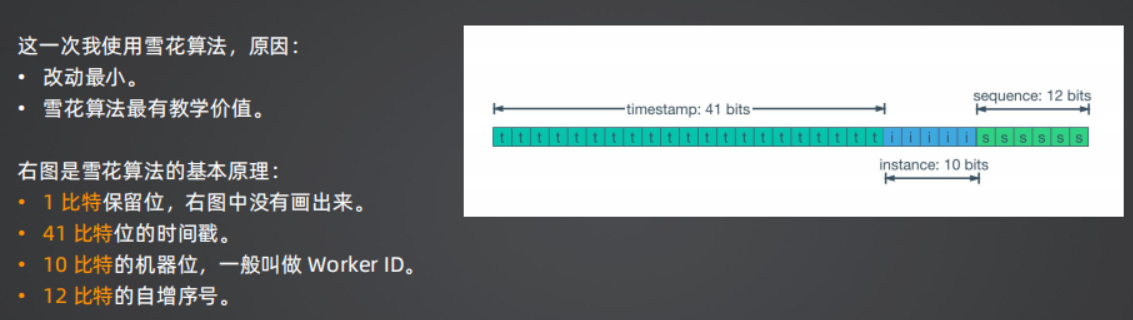 这一次我使用雪花算法，原因：
• 改动最小。
• 雪花算法最有教学价值。
右图是雪花算法的基本原理：
• 1 比特保留位，右图中没有画出来。
• 41 比特位的时间戳。
• 10 比特的机器位，一般叫做 Worker ID。
• 12 比特的自增序号。
sequence: 12 bits
timestamp: 41 bits
t t t t t t t t t t t t t t t t t t t t t i i i i i s s s s s s
instance: 10 bits